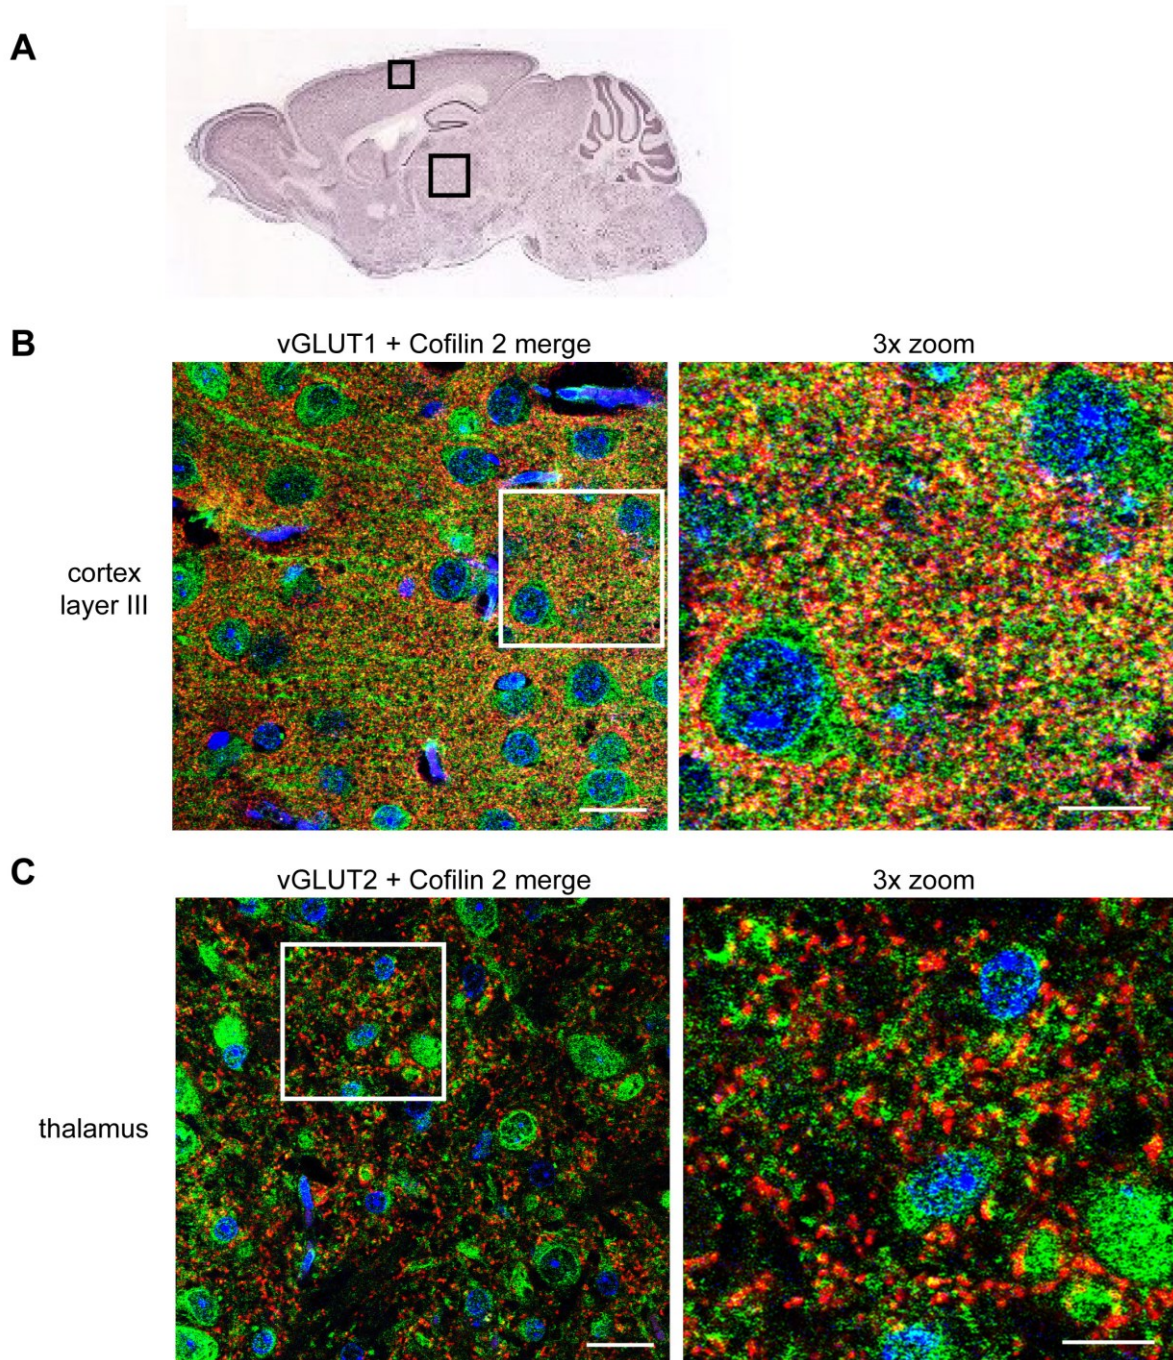 A
B
vGLUT1 + Cofilin 2 merge
3x zoom
cortex
layer III
C
vGLUT2 + Cofilin 2 merge
3x zoom
thalamus